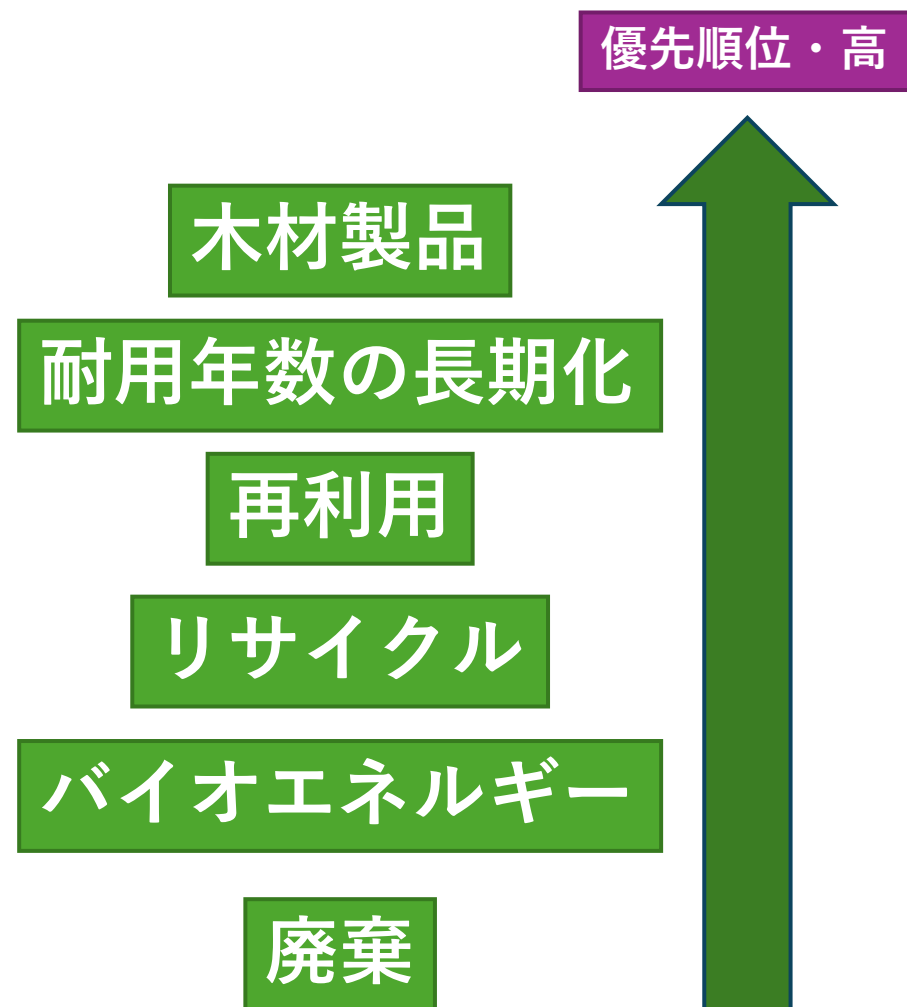 優先順位・高
木材製品
耐用年数の長期化
再利用
リサイクル
バイオエネルギー
廃棄